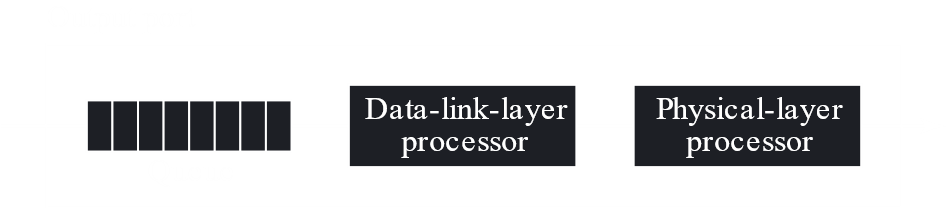 Data-link-layer
processor
Physical-layer
processor